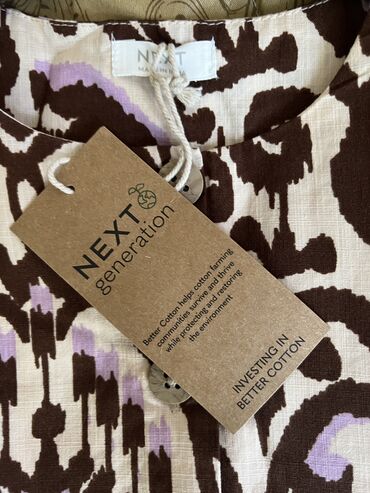 NEXT
NEXT
generation
Better Cotton helps cotton farming
communities survive and thrive
while protecting and restoring
the environment
INVESTING IN
BETTER COTTON